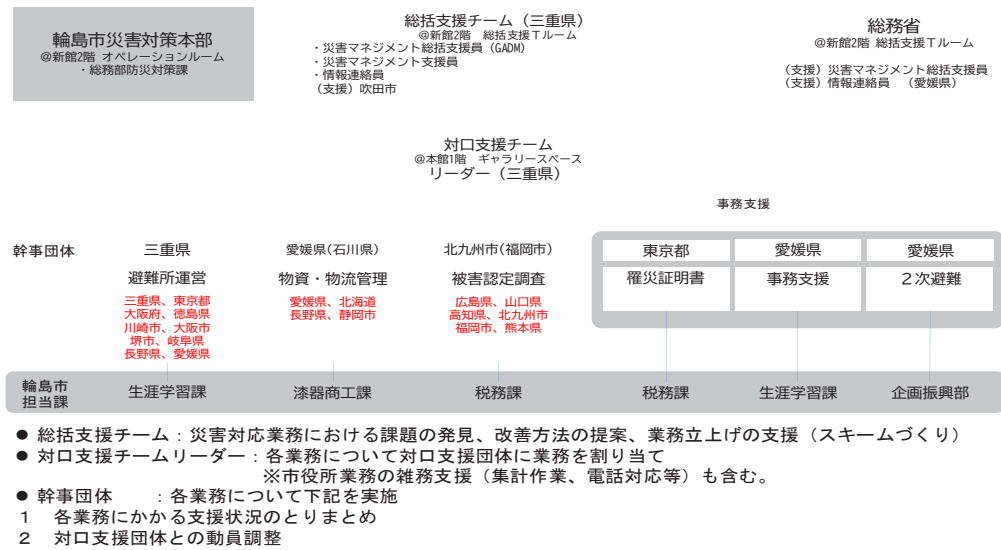 輪島市災害対策本部
@新館2階 オペレーションルーム
・総務部防災対策課
総括支援チーム（三重県）
@新館2階 総括支援Ｔルーム
・災害マネジメント総括支援員（GADM）
・災害マネジメント支援員
・情報連絡員
（支援）吹田市
総務省
@新館2階 総括支援Ｔルーム
（支援）災害マネジメント総括支援員
（支援）情報連絡員 （愛媛県）
対口支援チーム
@本館1階 ギャラリースペース
リーダー（三重県）
事務支援
幹事団体 三重県 愛媛県(石川県) 北九州市(福岡市) 東京都 愛媛県 愛媛県
避難所運営 物資・物流管理 被害認定調査 罹災証明書 事務支援 ２次避難
三重県、東京都
大阪府、徳島県
川崎市、大阪市
堺市、岐阜県
長野県、愛媛県
愛媛県、北海道
長野県、静岡市
広島県、山口県
高知県、北九州市
福岡市、熊本県
輪島市
担当課
生涯学習課 漆器商工課 税務課 税務課 生涯学習課 企画振興部
● 総括支援チーム：災害対応業務における課題の発見、改善方法の提案、業務立上げの支援（スキームづくり）
● 対口支援チームリーダー：各業務について対口支援団体に業務を割り当て
※市役所業務の雑務支援（集計作業、電話対応等）も含む。
● 幹事団体 ：各業務について下記を実施
１ 各業務にかかる支援状況のとりまとめ
２ 対口支援団体との動員調整